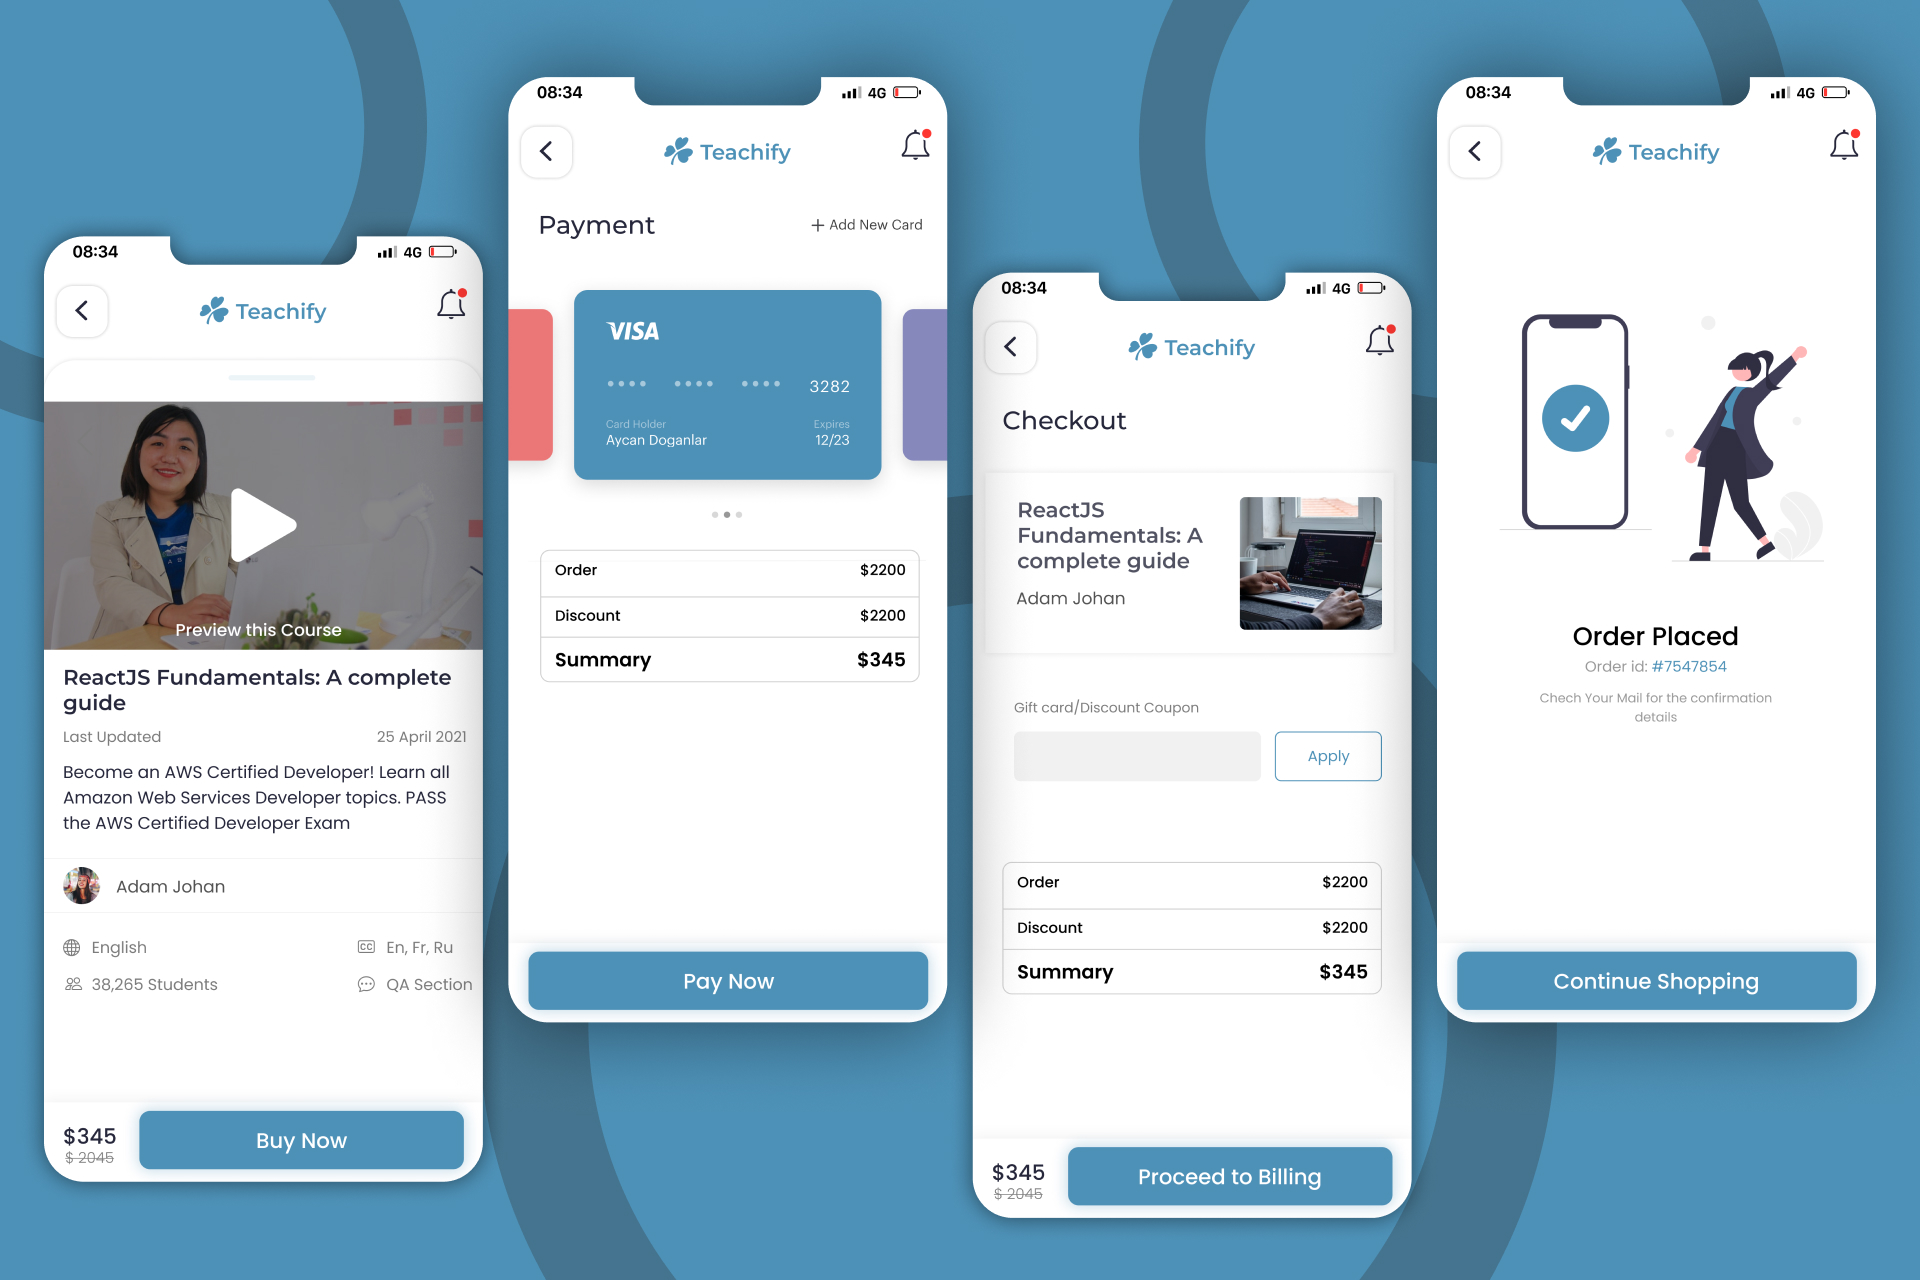 08:34
4G
Teachify
Preview this Course
ReactJS Fundamentals: A complete
guide
Last Updated 25 April 2021
Become an AWS Certified Developer! Learn all
Amazon Web Services Developer topics. PASS
the AWS Certified Developer Exam
Adam Johan
English
CC En, Fr, Ru
38,265 Students
QA Section
$345
$ 2045
Buy Now
08:34
4G
Teachify
Payment
+ Add New Card
VISA
•••• •••• •••• 3282
Card Holder Expires
Aycan Doganlar 12/23
Order $2200
Discount $2200
Summary $345
Pay Now
08:34
4G
Teachify
Checkout
ReactJS
Fundamentals: A
complete guide
Adam Johan
Gift card/Discount Coupon
Apply
Order $2200
Discount $2200
Summary $345
$345
$ 2045
Proceed to Billing
08:34
4G
Teachify
Order Placed
Order id: #7547854
Chech Your Mail for the confirmation
details
Continue Shopping